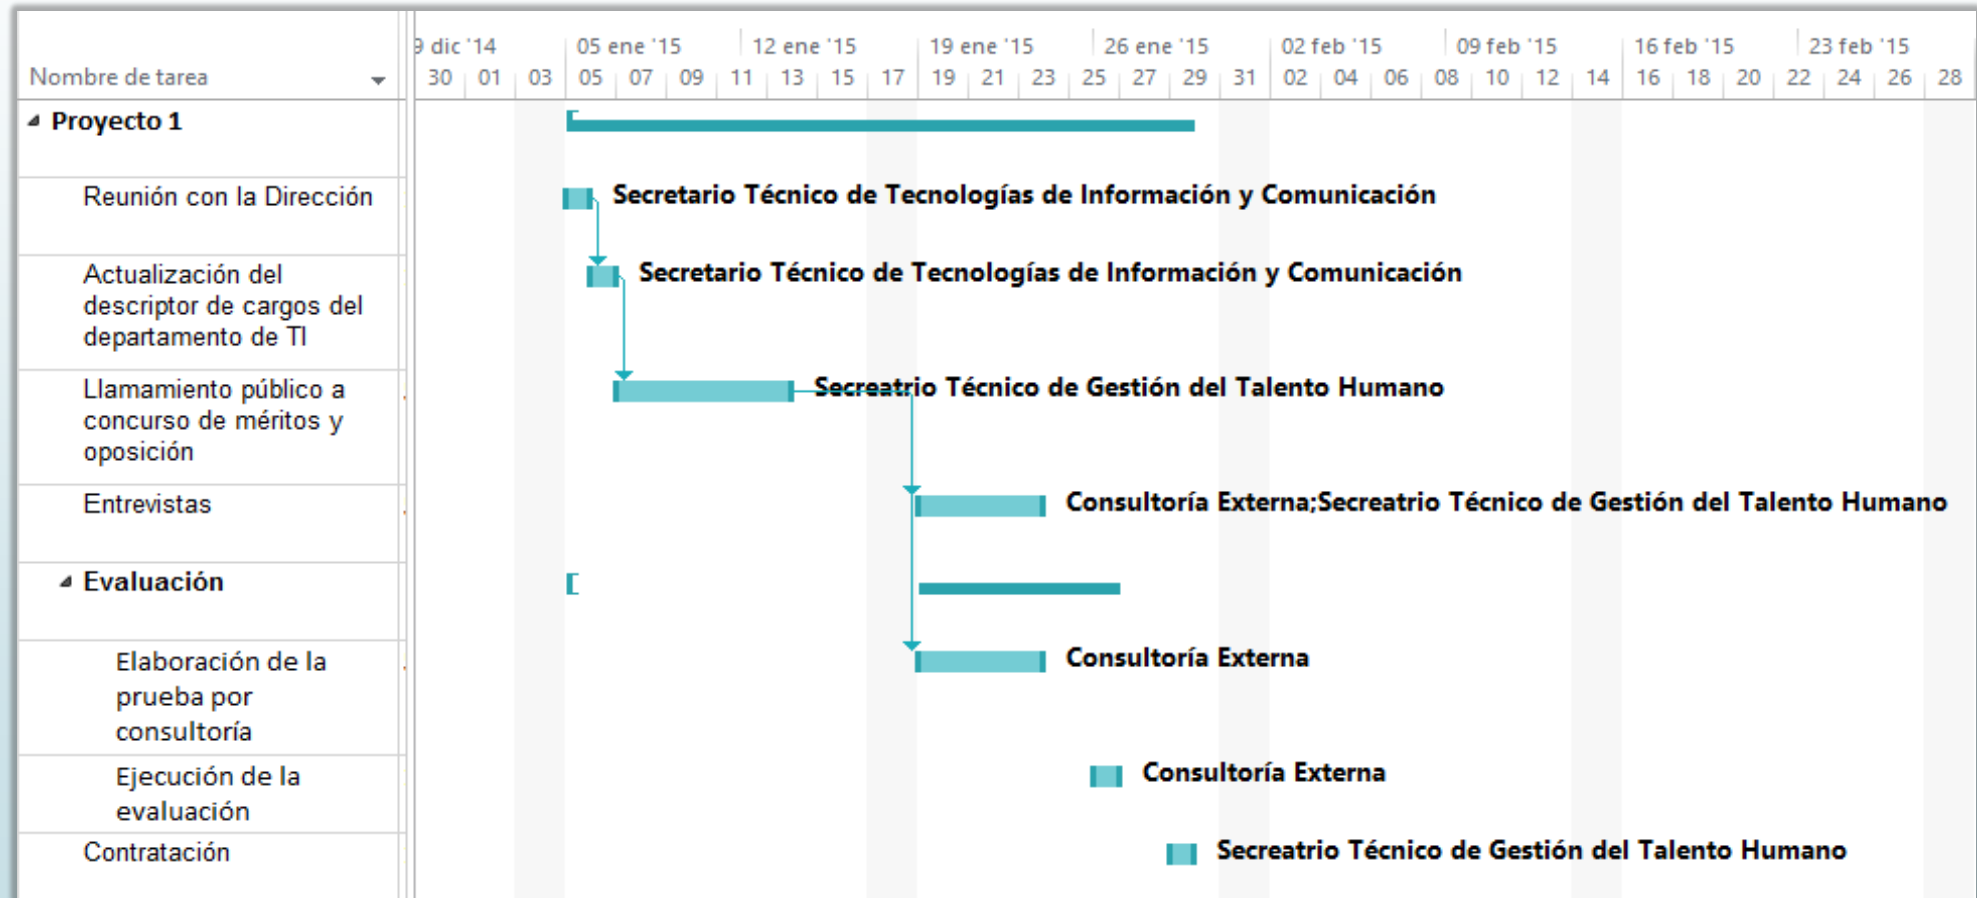 9 dic '14 05 ene '15 12 ene '15 19 ene '15 26 ene '15 02 feb '15 09 feb '15 16 feb '15 23 feb '15
Nombre de tarea 30 01 03 05 07 09 11 13 15 17 19 21 23 25 27 29 31 02 04 06 08 10 12 14 16 18 20 22 24 26 28
Proyecto 1
Reunión con la Dirección
Secretario Técnico de Tecnologías de Información y Comunicación
Actualización del
descriptor de cargos del
departamento de TI
Secretario Técnico de Tecnologías de Información y Comunicación
Llamamiento público a
concurso de méritos y
oposición
Secreatrio Técnico de Gestión del Talento Humano
Entrevistas
Consultoría Externa;Secreatrio Técnico de Gestión del Talento Humano
Evaluación
Elaboración de la
prueba por
consultoría
Consultoría Externa
Ejecución de la
evaluación
Consultoría Externa
Contratación
Secreatrio Técnico de Gestión del Talento Humano